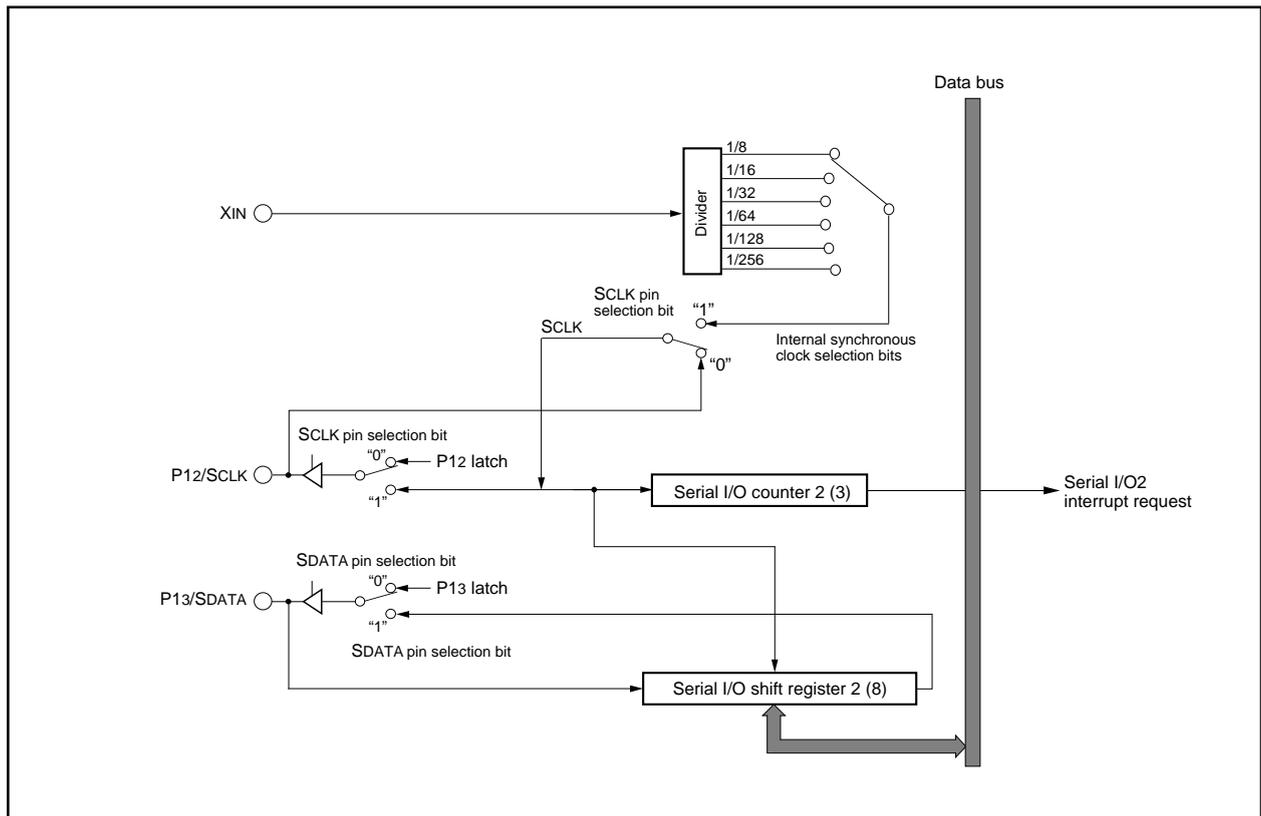 Data bus
1/8
1/16
1/32
1/64
1/128
1/256
Divider
XIN
SCLK pin
selection bit
“1”
SCLK
“0”
Internal synchronous
clock selection bits
SCLK pin selection bit
“0”
P12 latch
P12/SCLK
“1”
Serial I/O counter 2 (3)
Serial I/O2
interrupt request
SDATA pin selection bit
“0”
P13 latch
P13/SDATA
“1”
SDATA pin selection bit
Serial I/O shift register 2 (8)